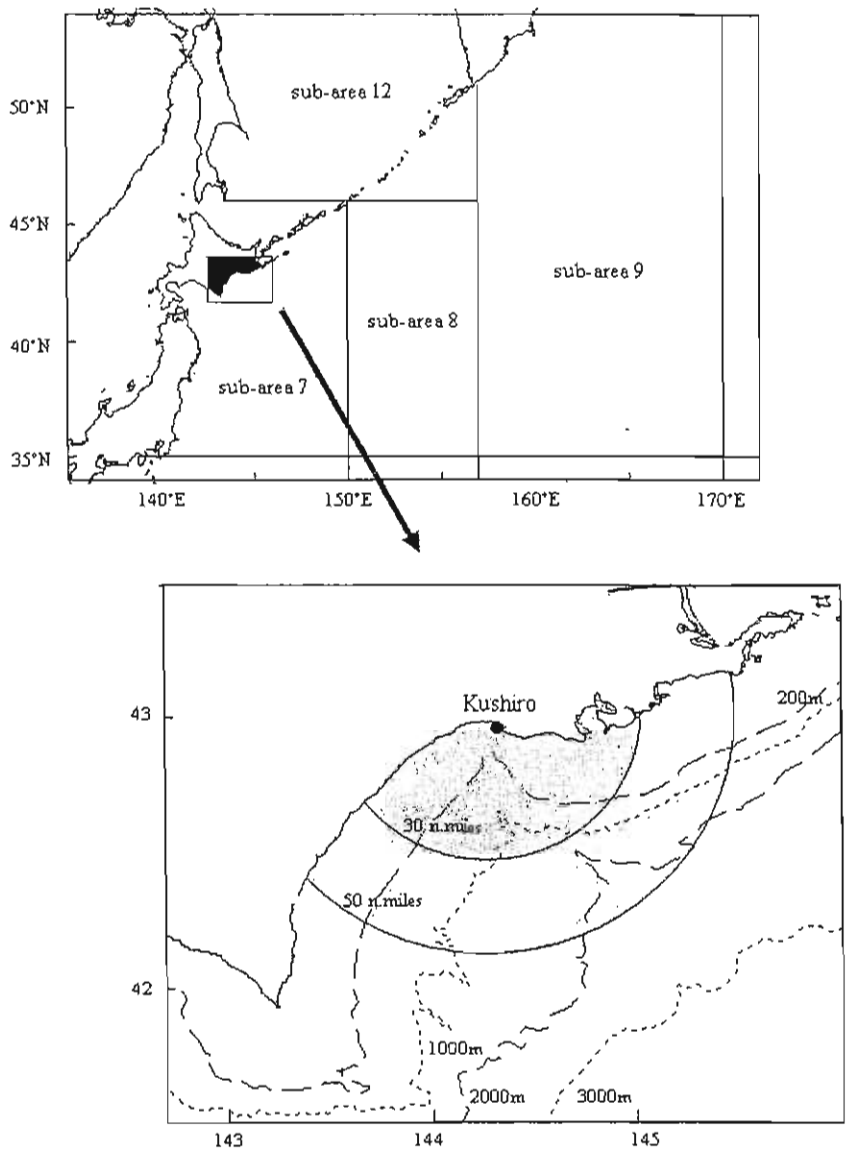 sub-area 12
50°N
45°N
sub-area 9
sub-area 8
40°N
sub-area 7
35°N
140°E 150°E 160°E 170°E
Kushiro
43
200m
30 n.miles
50 n.miles
42
1000m
2000m 3000m
143 144 145